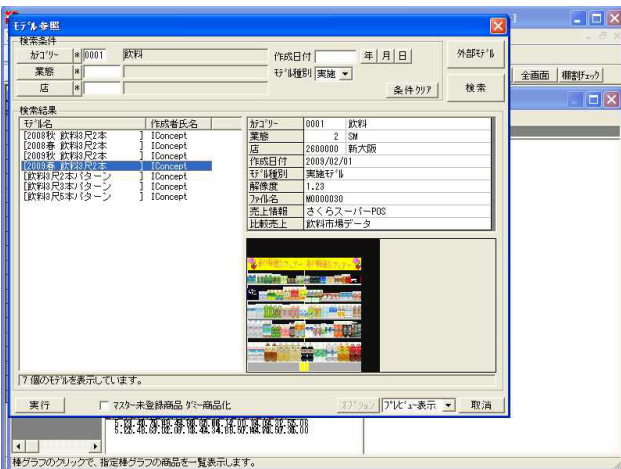 ﾓﾃﾞﾙ参照
検索条件
ｶﾃｺﾞﾘｰ * 0001 飲料 作成日付 年 月 日 外部ﾓﾃﾞﾙ
業態 * ﾓﾃﾞﾙ種別 実施
店 * 条件ｸﾘｱ 検索
全画面 棚割ﾁｪｯｸ
検索結果
ﾓﾃﾞﾙ名 作成者氏名
[2008秋 飲料3尺2本 ] IConcept
[2008春 飲料3尺2本 ] IConcept
[2009秋 飲料3尺2本 ] IConcept
[2009春 飲料3尺2本 ] IConcept
[飲料3尺2本パターン ] IConcept
[飲料3尺3本パターン ] IConcept
[飲料3尺5本パターン ] IConcept
ｶﾃｺﾞﾘｰ 0001 飲料
業態 2 SM
店 2600000 新大阪
作成日付 2009/02/01
ﾓﾃﾞﾙ種別 実施ﾓﾃﾞﾙ
解像度 1.23
ﾌｧｲﾙ名 M0000030
売上情報 さくらスーパーPOS
比較売上 飲料市場データ
7 個のﾓﾃﾞﾙを表示しています。
実行 マスター未登録商品 ﾀﾞﾐｰ商品化 ｵﾌﾟｼｮﾝ ﾌﾟﾚﾋﾞｭｰ表示 取消
棒グラフのクリックで、指定棒グラフの商品を一覧表示します。